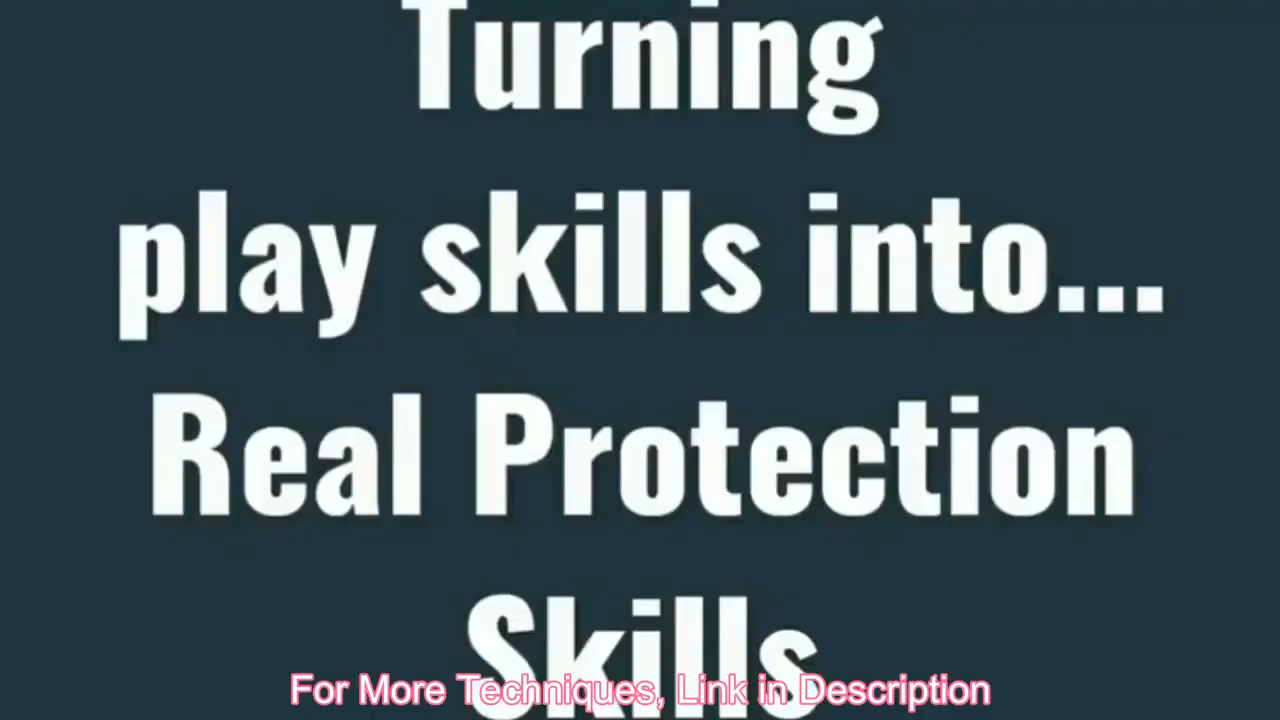 Turning
play skills into...
Real Protection
Skills
For More Techniques, Link in Description